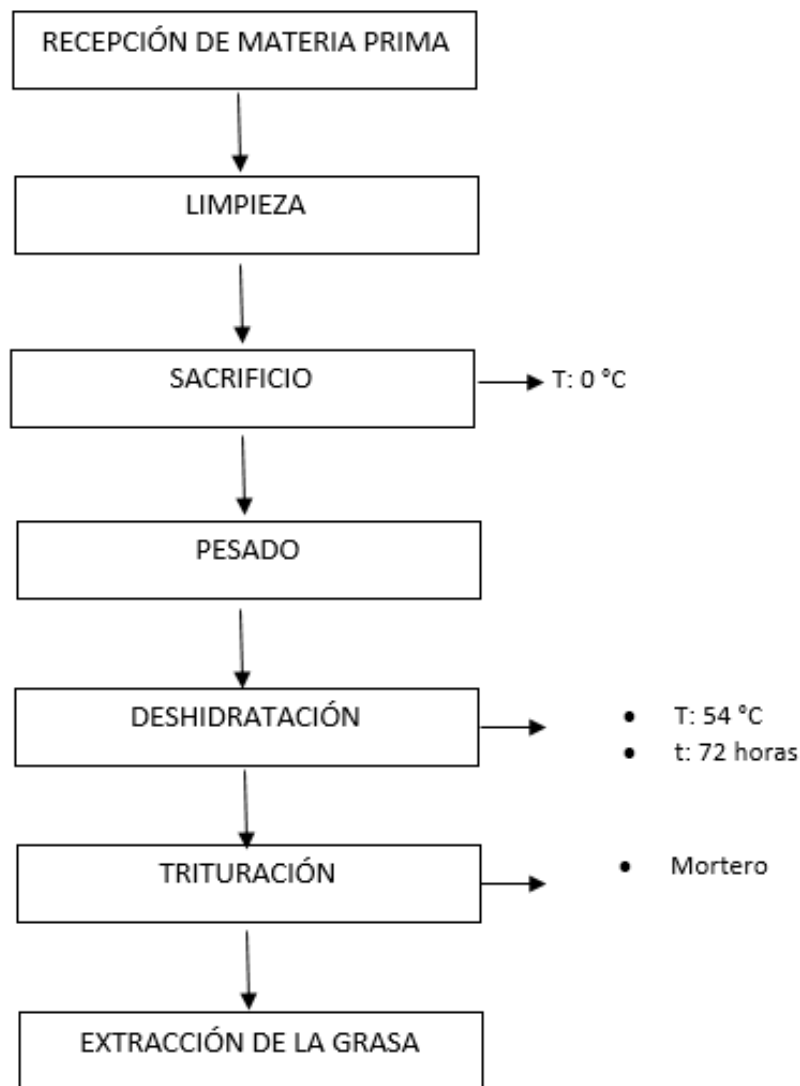 RECEPCIÓN DE MATERIA PRIMA
LIMPIEZA
SACRIFICIO
T: 0 °C
PESADO
DESHIDRATACIÓN
• T: 54 °C
• t: 72 horas
TRITURACIÓN
• Mortero
EXTRACCIÓN DE LA GRASA